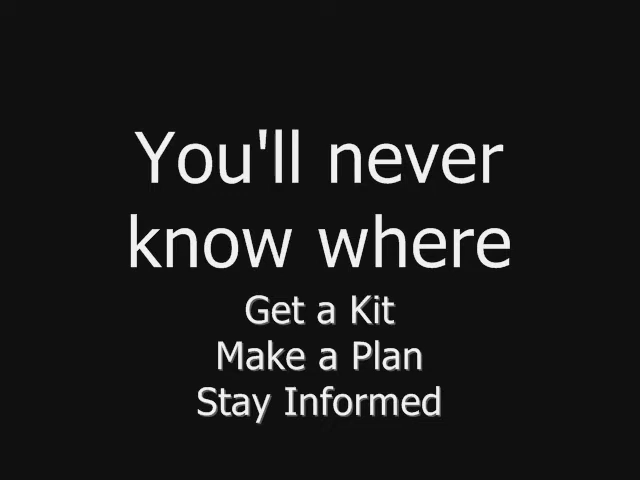 You'll never
know where
Get a Kit
Make a Plan
Stay Informed